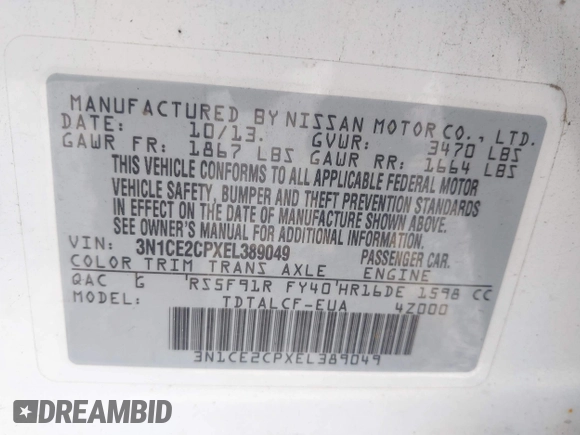 MANUFACTURED BY NISSAN MOTOR CO., LTD.
DATE: 10/13. GVWR: 3470 LBS
GAWR FR: 1867 LBS GAWR RR: 1664 LBS
THIS VEHICLE CONFORMS TO ALL APPLICABLE FEDERAL MOTOR
VEHICLE SAFETY, BUMPER AND THEFT PREVENTION STANDARDS
IN EFFECT ON THE DATE OF MANUFACTURE SHOWN ABOVE.
SEE OWNER'S MANUAL FOR ADDITIONAL INFORMATION.
VIN: 3N1CE2CPXEL389049 PASSENGER CAR.
COLOR TRIM TRANS AXLE ENGINE
QAC G RS5F91R FY40 HR16DE 1598 CC
MODEL: TDTALCF-EUA 4Z000
3N1CE2CPXEL389049
DREAMBID